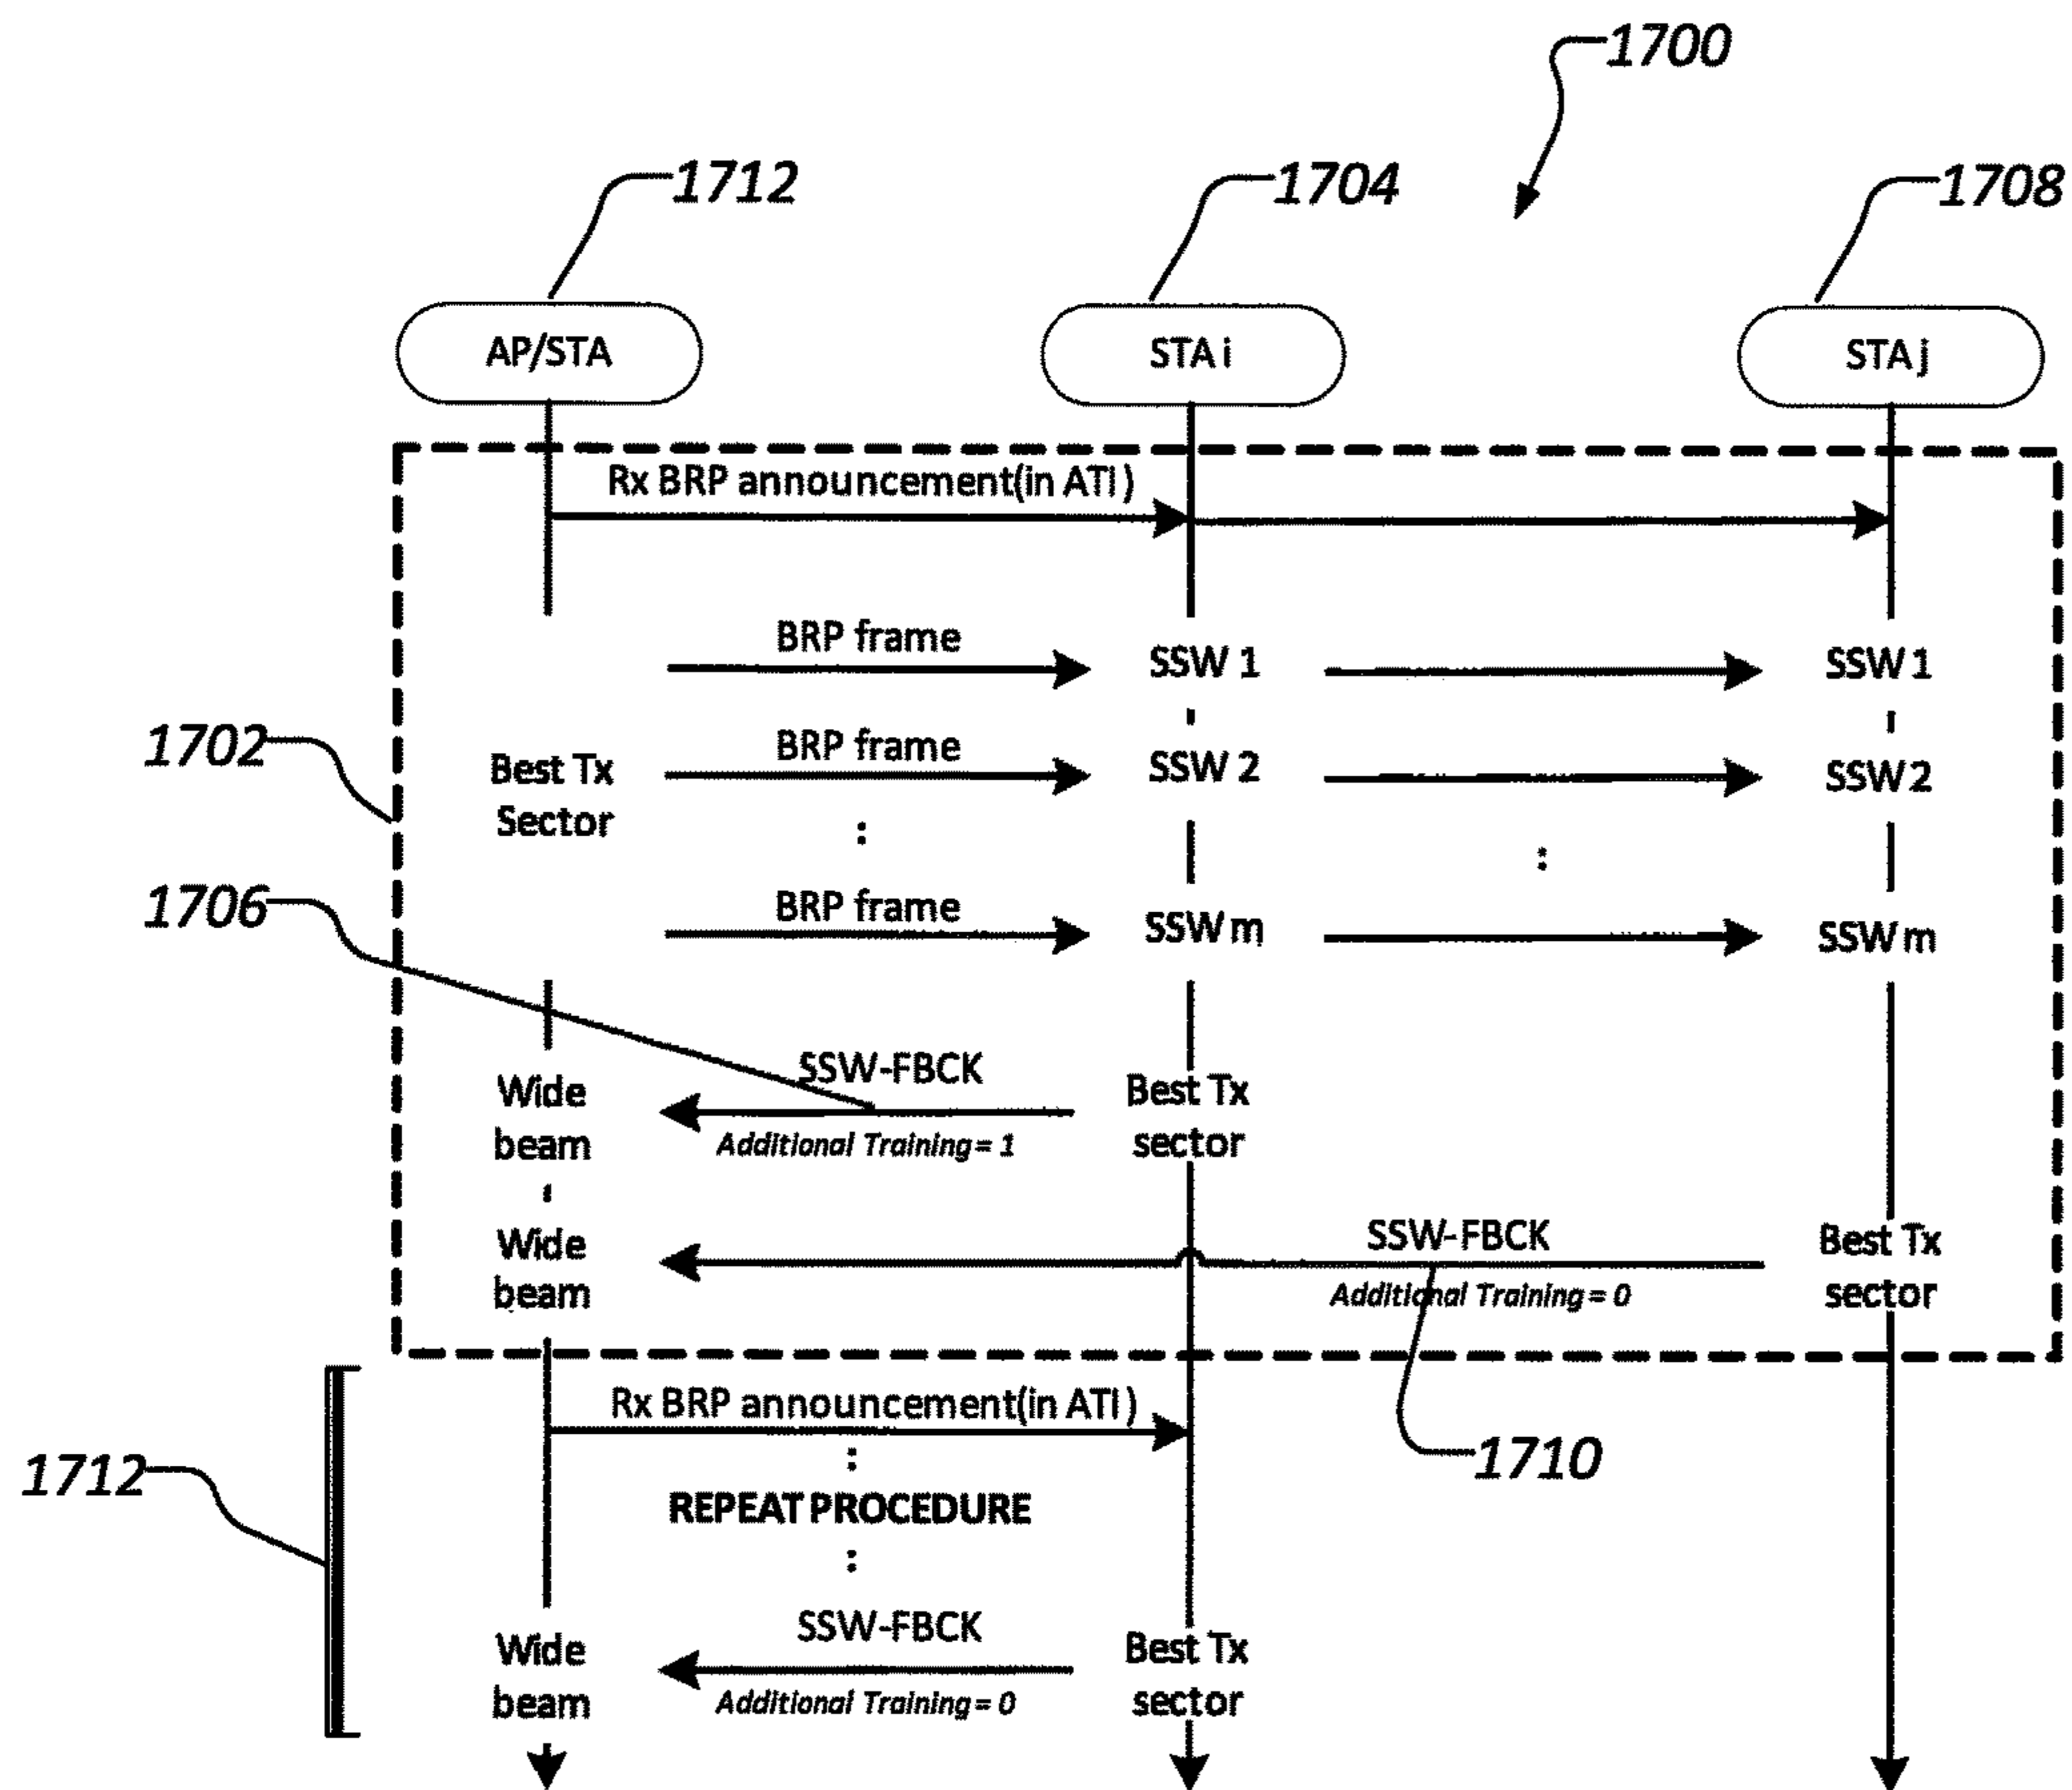 1700
1712
1704
1708
AP/STA
STA i
STA j
Rx BRP announcement(in ATI)
BRP frame
SSW 1
SSW 1
1702
BRP frame
SSW 2
SSW 2
Best Tx
Sector
:
:
1706
BRP frame
SSW m
SSW m
SSW-FBCK
Wide
beam
Best Tx
sector
Additional Training = 1
Wide
beam
SSW-FBCK
Additional Training = 0
Best Tx
sector
Rx BRP announcement(in ATI)
:
1712
1710
REPEAT PROCEDURE
:
SSW-FBCK
Wide
beam
Best Tx
sector
Additional Training = 0